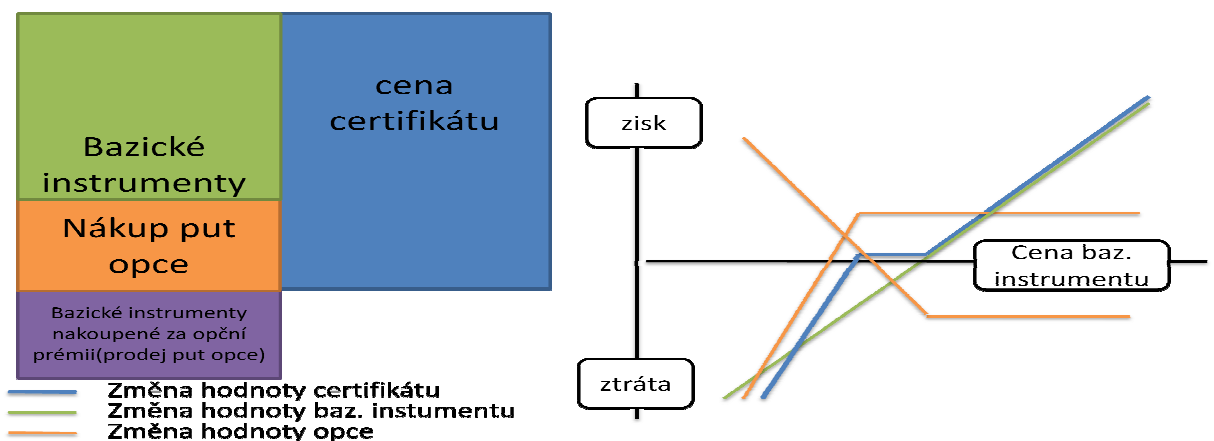 Bazické
instrumenty
Nákup put
opce
Bazické instrumenty
nakoupené za opční
prémii(prodej put opce)
cena
certifikátu
zisk
Cena baz.
instrumentu
ztráta
Změna hodnoty certifikátu
Změna hodnoty baz. instumentu
Změna hodnoty opce